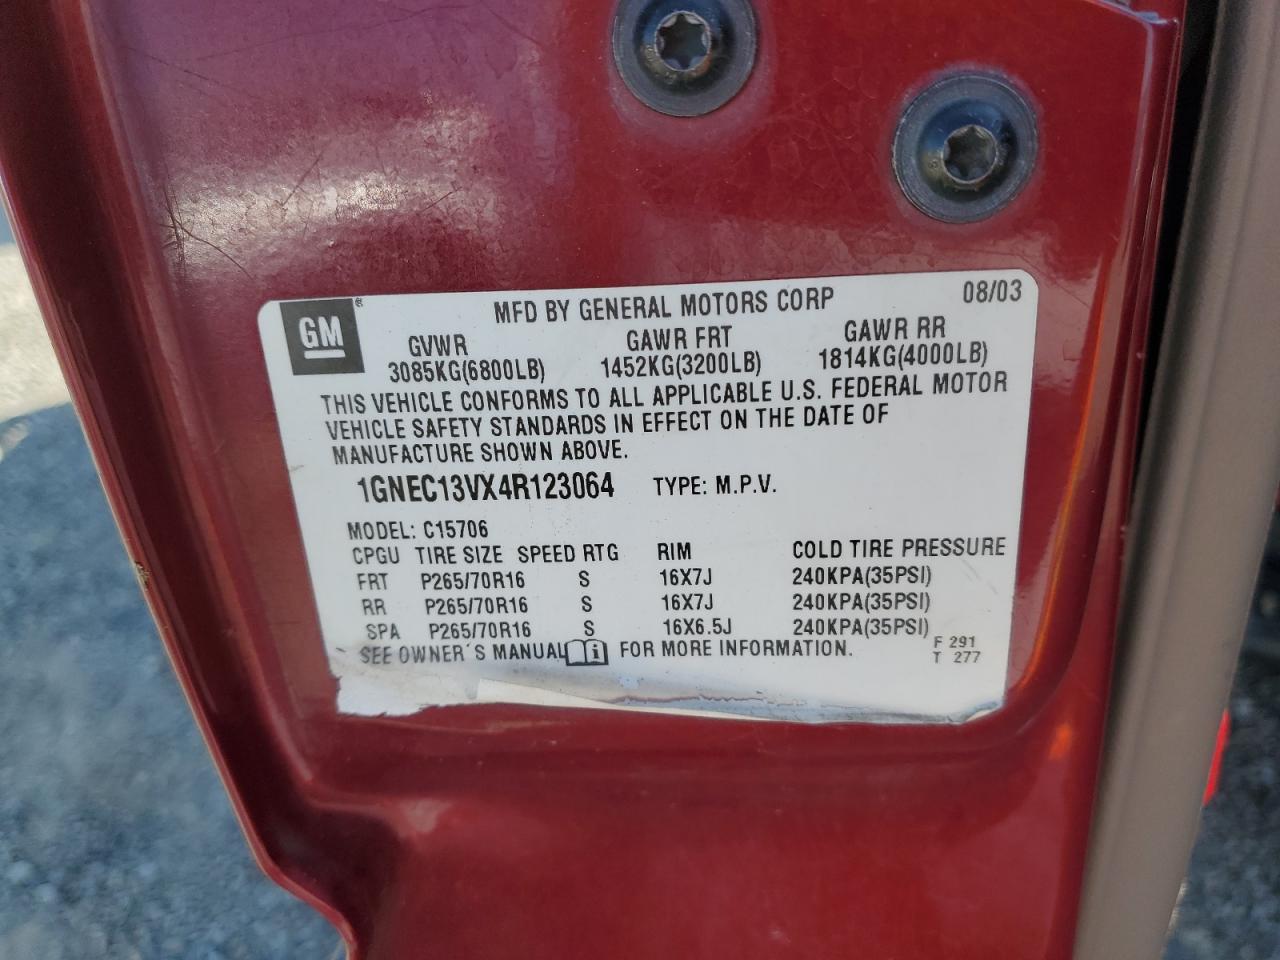 GM ® MFD BY GENERAL MOTORS CORP 08/03
GVWR GAWR FRT GAWR RR
3085KG(6800LB) 1452KG(3200LB) 1814KG(4000LB)
THIS VEHICLE CONFORMS TO ALL APPLICABLE U.S. FEDERAL MOTOR
VEHICLE SAFETY STANDARDS IN EFFECT ON THE DATE OF
MANUFACTURE SHOWN ABOVE.
1GNEC13VX4R123064 TYPE: M.P.V.
MODEL: C15706
CPGU TIRE SIZE SPEED RTG RIM COLD TIRE PRESSURE
FRT P265/70R16 S 16X7J 240KPA(35PSI)
RR P265/70R16 S 16X7J 240KPA(35PSI)
SPA P265/70R16 S 16X6.5J 240KPA(35PSI)
SEE OWNER'S MANUAL i FOR MORE INFORMATION. F 291
T 277